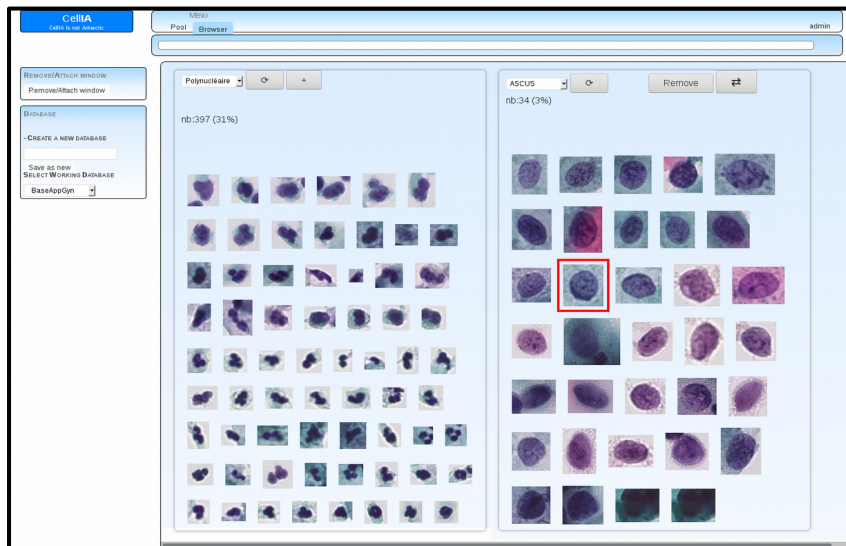 CellIA
CellIA Is not Antarctic
MENU
Pool Browser
admin
REMOVE/ATTACH WINDOW
Remove/Attach window
DATABASE
- CREATE A NEW DATABASE
Save as new
SELECT WORKING DATABASE
BaseAppGyn
Polynucléaire ⟳ +
nb:397 (31%)
ASCUS ⟳ Remove ⇄
nb:34 (3%)